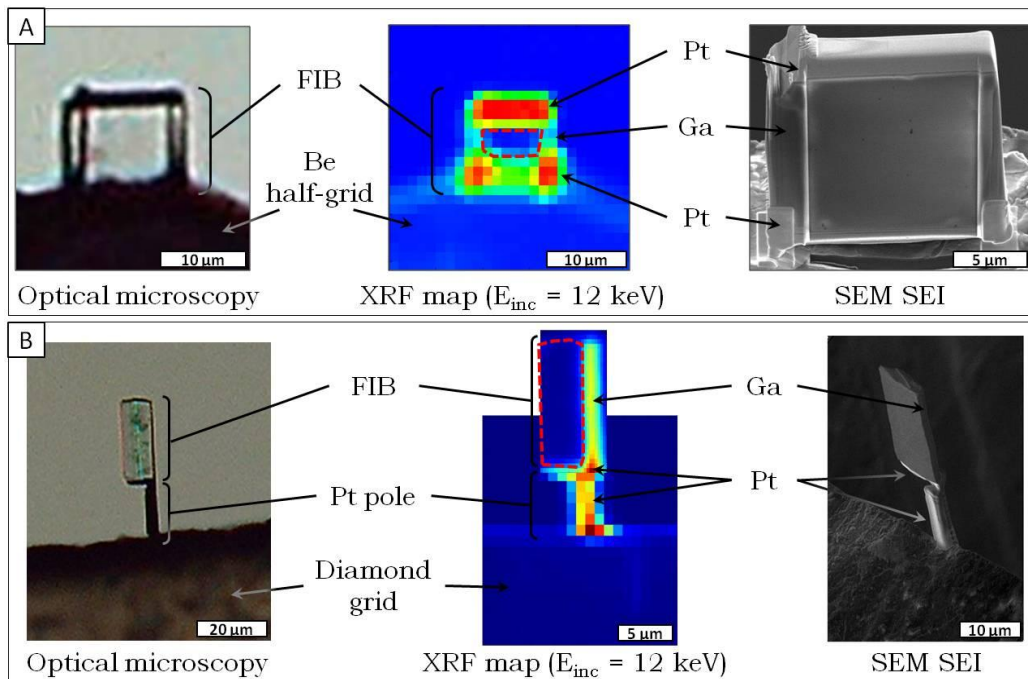 A
FIB
Be
half-grid
10 μm
Optical microscopy
10 μm
XRF map (E_inc = 12 keV)
Pt
Ga
Pt
5 μm
SEM SEI
B
FIB
Pt pole
Diamond
grid
20 μm
Optical microscopy
5 μm
XRF map (E_inc = 12 keV)
Ga
Pt
10 μm
SEM SEI